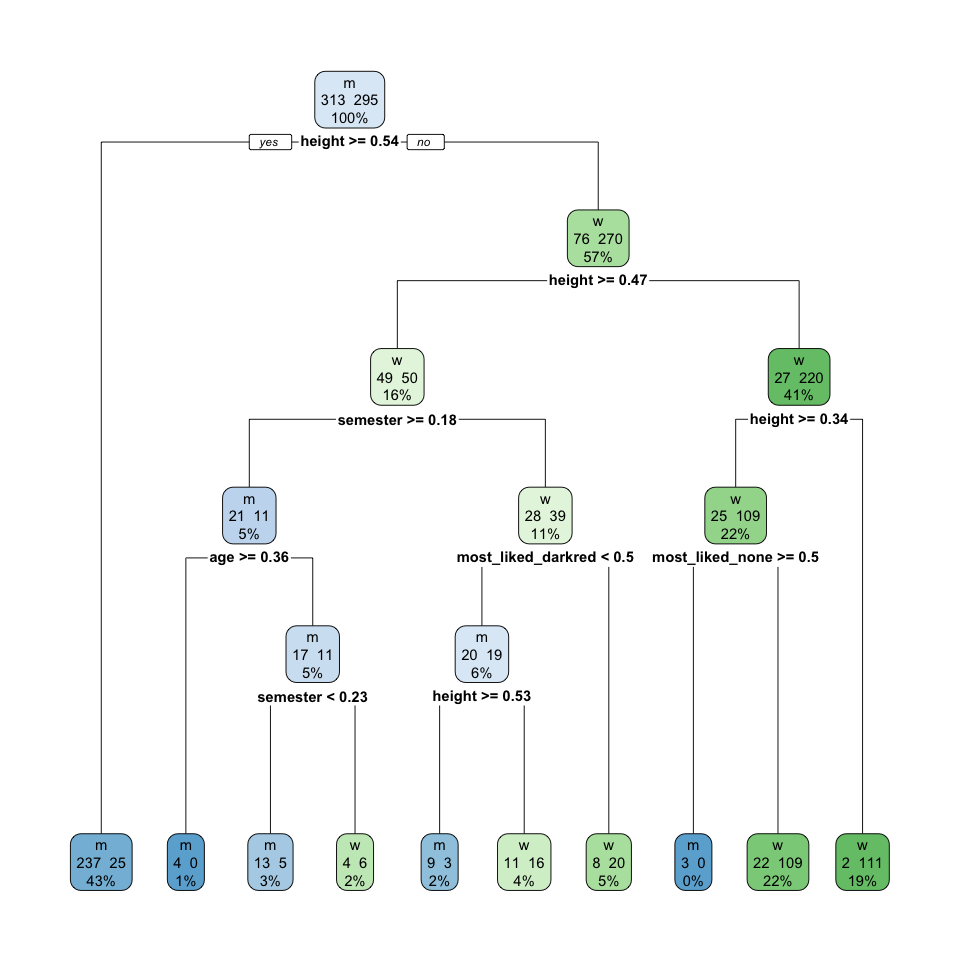 m
313 295
100%
yes height >= 0.54 no
w
76 270
57%
height >= 0.47
w
49 50
16%
w
27 220
41%
semester >= 0.18
height >= 0.34
m
21 11
5%
w
28 39
11%
w
25 109
22%
age >= 0.36
most_liked_darkred < 0.5
most_liked_none >= 0.5
m
17 11
5%
m
20 19
6%
semester < 0.23
height >= 0.53
m
237 25
43%
m
4 0
1%
m
13 5
3%
w
4 6
2%
m
9 3
2%
w
11 16
4%
w
8 20
5%
m
3 0
0%
w
22 109
22%
w
2 111
19%